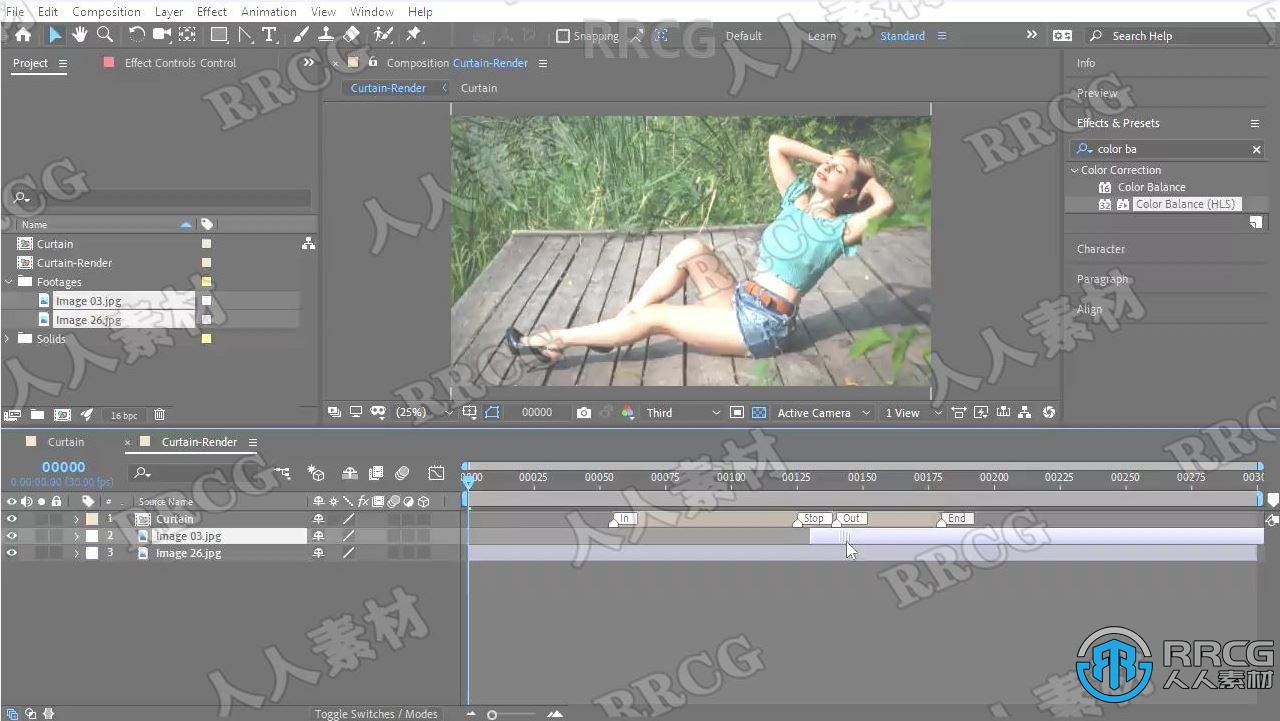 File Edit Composition Layer Effect Animation View Window Help
Snapping
Default Learn Standard
Search Help
Project
Effect Controls Control
Composition Curtain-Render
Curtain-Render Curtain
Info
Preview
Effects & Presets
color ba
Color Correction
Color Balance
Color Balance (HLS)
Character
Paragraph
Align
Name
Curtain
Curtain-Render
Footages
Image 03.jpg
Image 26.jpg
Solids
16 bpc
(25%) 00000 Third Active Camera 1 View
Curtain Curtain-Render
00000
0:00:00:00 (30.00 fps)
0000 00025 00050 00075 00100 00125 00150 00175 00200 00225 00250 00275 0030
# Source Name fx
1 Curtain
In Stop Out End
2 Image 03.jpg
3 Image 26.jpg
Toggle Switches / Modes
RRCG
人人素材